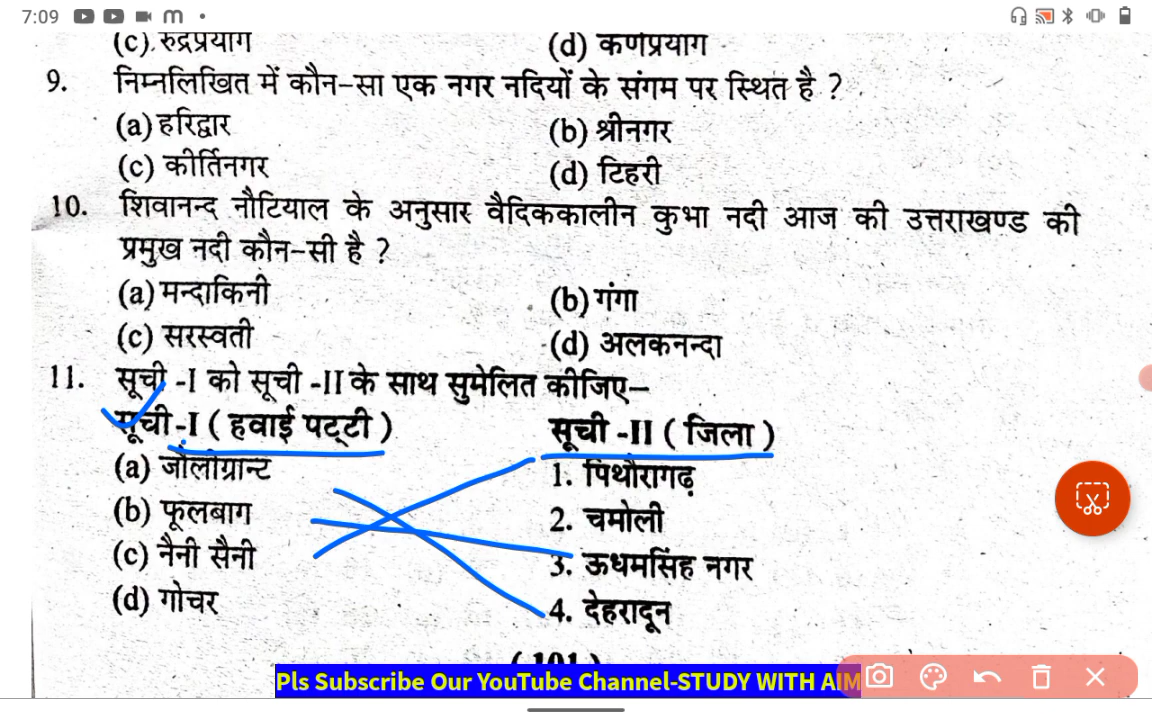 7:09
(c) रुद्रप्रयाग (d) कर्णप्रयाग
9. निम्नलिखित में कौन-सा एक नगर नदियों के संगम पर स्थित है ?
(a) हरिद्वार (b) श्रीनगर
(c) कीर्तिनगर (d) टिहरी
10. शिवानन्द नौटियाल के अनुसार वैदिककालीन कुभा नदी आज की उत्तराखण्ड की
प्रमुख नदी कौन-सी है ?
(a) मन्दाकिनी (b) गंगा
(c) सरस्वती (d) अलकनन्दा
11. सूची -I को सूची -II के साथ सुमेलित कीजिए–
सूची -I ( हवाई पट्टी ) सूची -II ( जिला )
(a) जौलीग्रान्ट 1. पिथौरागढ़
(b) फूलबाग 2. चमोली
(c) नैनी सैनी 3. ऊधमसिंह नगर
(d) गोचर 4. देहरादून
( 101 )
Pls Subscribe Our YouTube Channel-STUDY WITH AIM